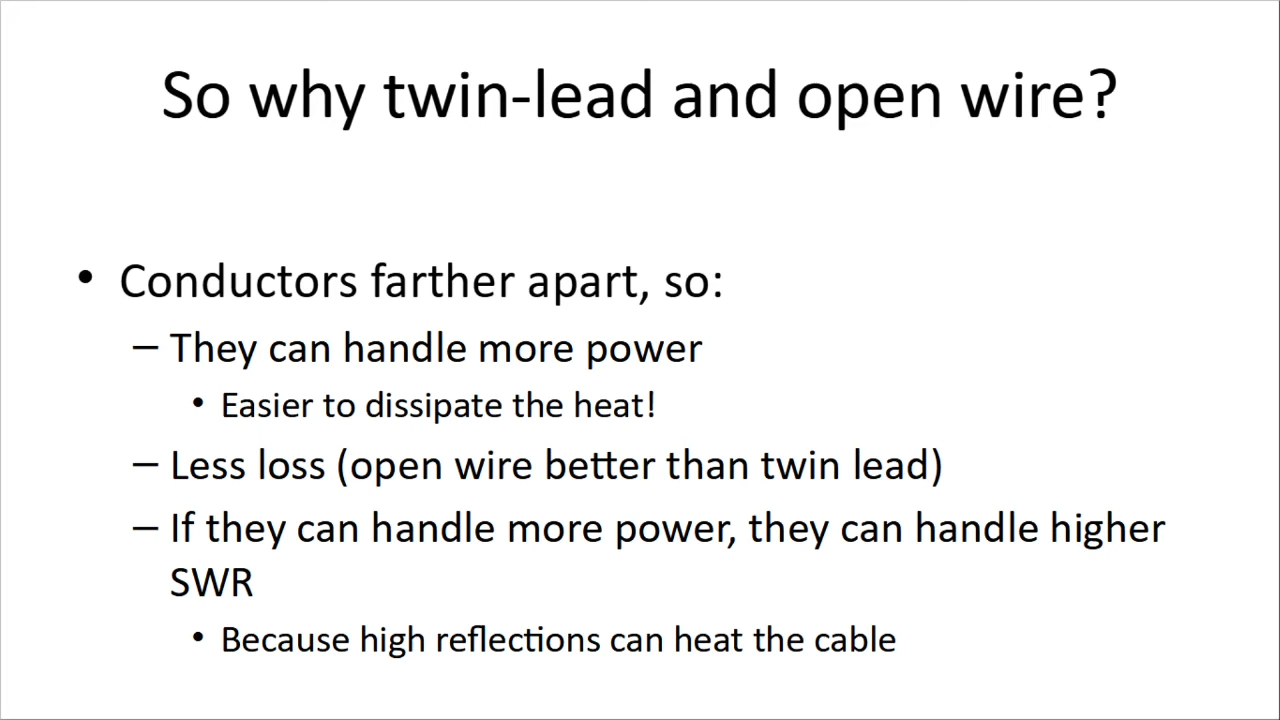 So why twin-lead and open wire?
• Conductors farther apart, so:
– They can handle more power
• Easier to dissipate the heat!
– Less loss (open wire better than twin lead)
– If they can handle more power, they can handle higher
SWR
• Because high reflections can heat the cable